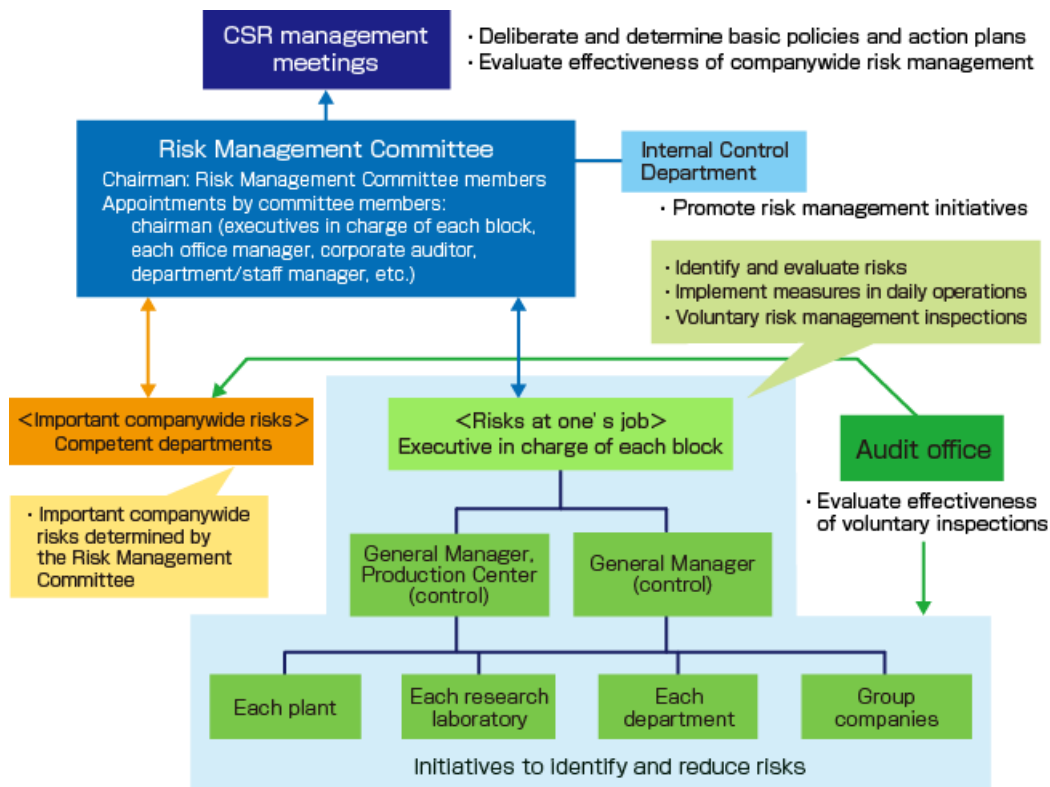 CSR management
meetings
· Deliberate and determine basic policies and action plans
· Evaluate effectiveness of companywide risk management
Risk Management Committee
Chairman: Risk Management Committee members
Appointments by committee members:
chairman (executives in charge of each block,
each office manager, corporate auditor,
department/staff manager, etc.)
Internal Control
Department
· Promote risk management initiatives
· Identify and evaluate risks
· Implement measures in daily operations
· Voluntary risk management inspections
<Important companywide risks>
Competent departments
<Risks at one's job>
Executive in charge of each block
Audit office
· Important companywide
risks determined by
the Risk Management
Committee
· Evaluate effectiveness
of voluntary inspections
General Manager,
Production Center
(control)
General Manager
(control)
Each plant
Each research
laboratory
Each
department
Group
companies
Initiatives to identify and reduce risks